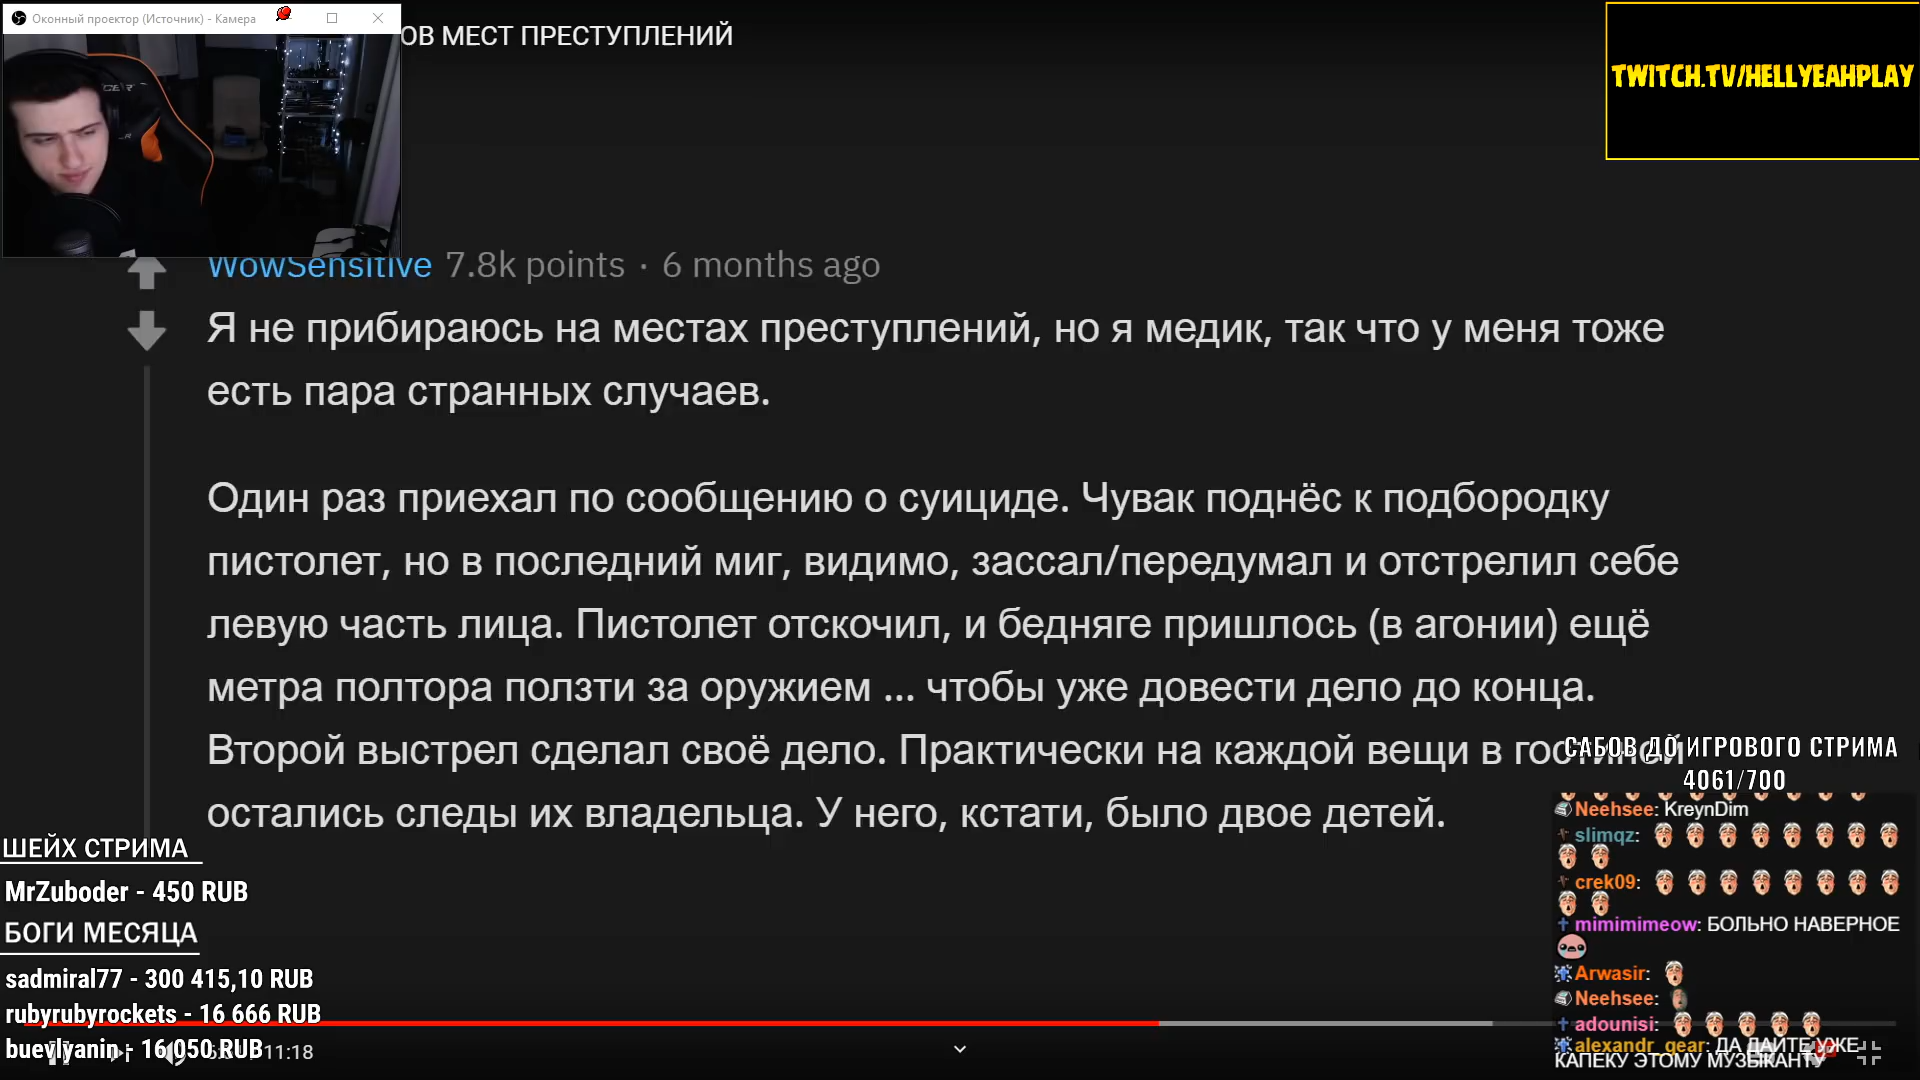 Оконный проектор (Источник) - Камера
ОВ МЕСТ ПРЕСТУПЛЕНИЙ
TWITCH.TV/HELLYEAHPLAY
WowSensitive 7.8k points · 6 months ago
Я не прибираюсь на местах преступлений, но я медик, так что у меня тоже
есть пара странных случаев.
Один раз приехал по сообщению о суициде. Чувак поднёс к подбородку
пистолет, но в последний миг, видимо, зассал/передумал и отстрелил себе
левую часть лица. Пистолет отскочил, и бедняге пришлось (в агонии) ещё
метра полтора ползти за оружием ... чтобы уже довести дело до конца.
Второй выстрел сделал своё дело. Практически на каждой вещи в гостиной
остались следы их владельца. У него, кстати, было двое детей.
САБОВ ДО ИГРОВОГО СТРИМА
4061/700
Neehsee: KreynDim
slimqz:
crek09:
mimimimeow: БОЛЬНО НАВЕРНОЕ
Arwasir:
Neehsee:
adounisi:
alexandr_gear: ДА ДАЙТЕ УЖЕ
КАПЕКУ ЭТОМУ МУЗЫКАНТУ
ШЕЙХ СТРИМА
MrZuboder - 450 RUB
БОГИ МЕСЯЦА
sadmiral77 - 300 415,10 RUB
rubyrubyrockets - 16 666 RUB
buevlyanin - 16 050 RUB
11:18